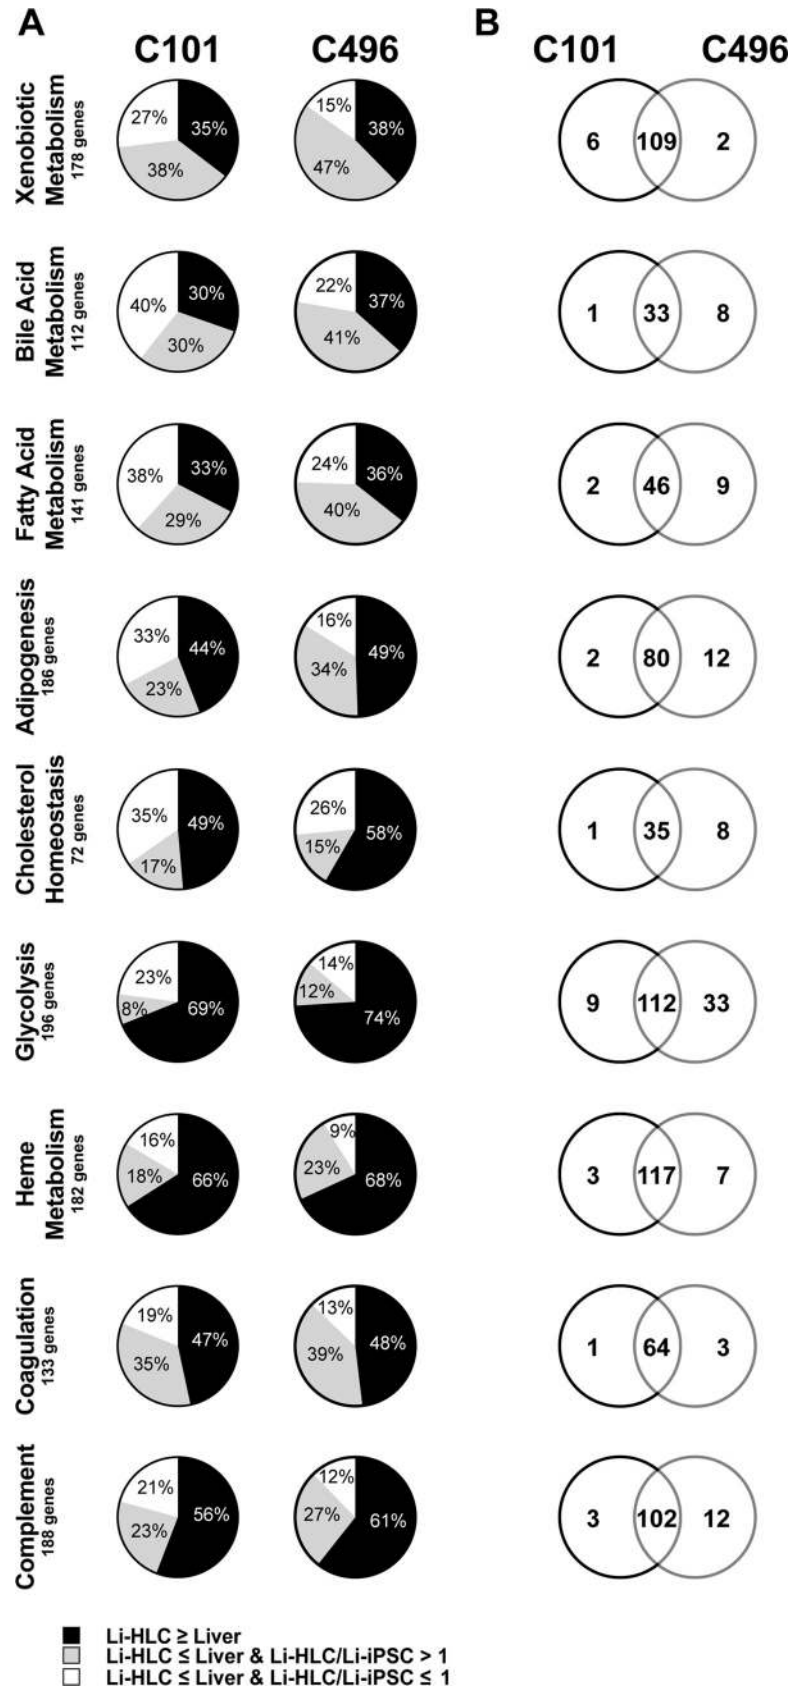 A
B
C101
C496
C101
C496
Xenobiotic
Metabolism
178 genes
27%
35%
38%
15%
38%
47%
6
109
2
Bile Acid
Metabolism
112 genes
40%
30%
30%
22%
37%
41%
1
33
8
Fatty Acid
Metabolism
141 genes
38%
33%
29%
24%
36%
40%
2
46
9
Adipogenesis
186 genes
33%
44%
23%
16%
49%
34%
2
80
12
Cholesterol
Homeostasis
72 genes
35%
49%
17%
26%
58%
15%
1
35
8
Glycolysis
196 genes
23%
8%
69%
14%
12%
74%
9
112
33
Heme
Metabolism
182 genes
16%
18%
66%
9%
23%
68%
3
117
7
Coagulation
133 genes
19%
47%
35%
13%
48%
39%
1
64
3
Complement
188 genes
21%
56%
23%
12%
27%
61%
3
102
12
Li-HLC ≥ Liver
Li-HLC ≤ Liver & Li-HLC/Li-iPSC > 1
Li-HLC ≤ Liver & Li-HLC/Li-iPSC ≤ 1